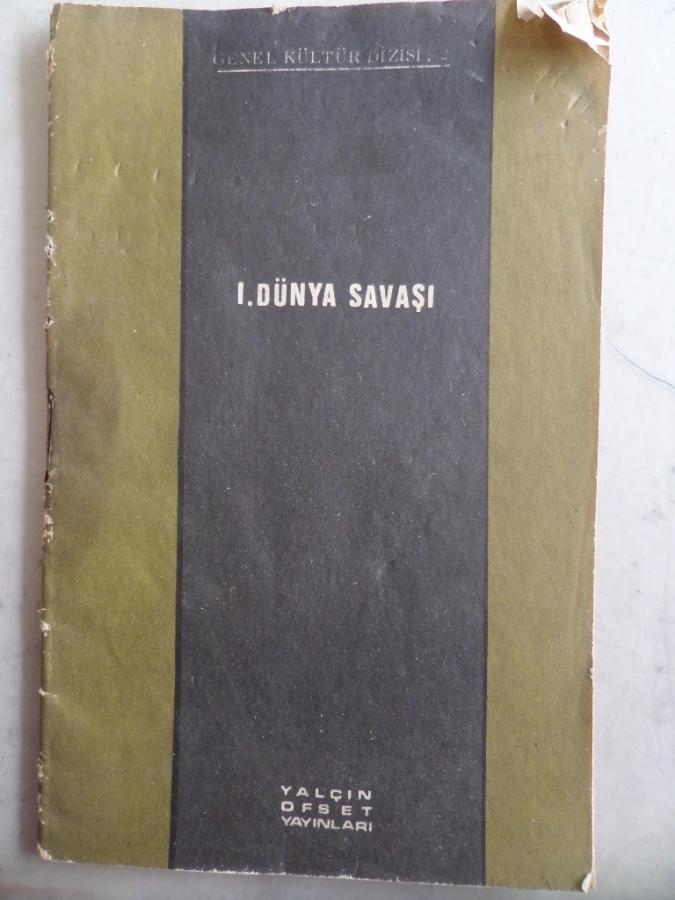 GENEL KÜLTÜR DİZİSİ : 2
I. DÜNYA SAVAŞI
YALÇIN
OFSET
YAYINLARI